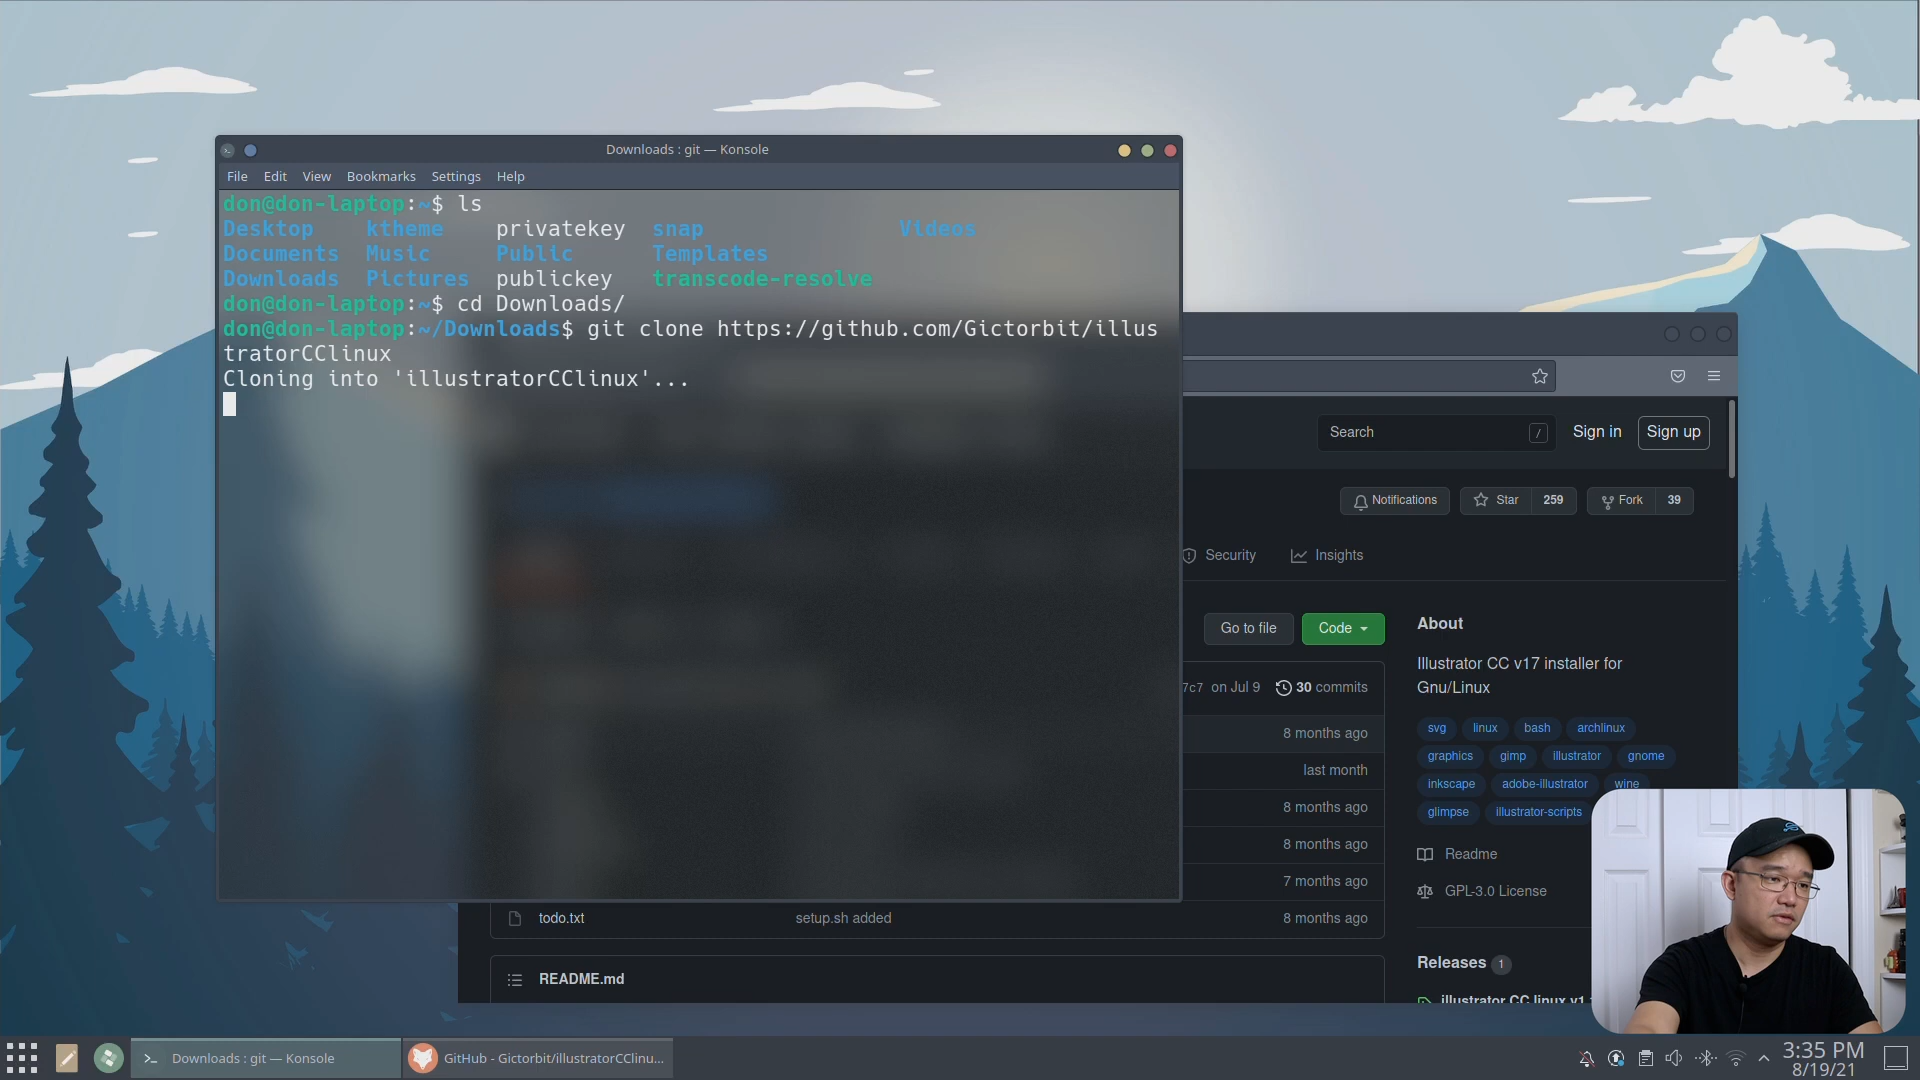 Downloads : git — Konsole
File Edit View Bookmarks Settings Help
don@don-laptop:~$ ls
Desktop ktheme privatekey snap Videos
Documents Music Public Templates
Downloads Pictures publickey transcode-resolve
don@don-laptop:~$ cd Downloads/
don@don-laptop:~/Downloads$ git clone https://github.com/Gictorbit/illus
tratorCClinux
Cloning into 'illustratorCClinux'...
Search /
Sign in
Sign up
Notifications
Star 259
Fork 39
Security
Insights
Go to file
Code
7c7 on Jul 9 30 commits
8 months ago
last month
8 months ago
8 months ago
7 months ago
todo.txt setup.sh added 8 months ago
README.md
About
Illustrator CC v17 installer for
Gnu/Linux
svg linux bash archlinux
graphics gimp illustrator gnome
inkscape adobe-illustrator wine
glimpse illustrator-scripts
Readme
GPL-3.0 License
Releases 1
illustrator CC linux v1
Downloads : git — Konsole
GitHub - Gictorbit/illustratorCClinu...
3:35 PM
8/19/21